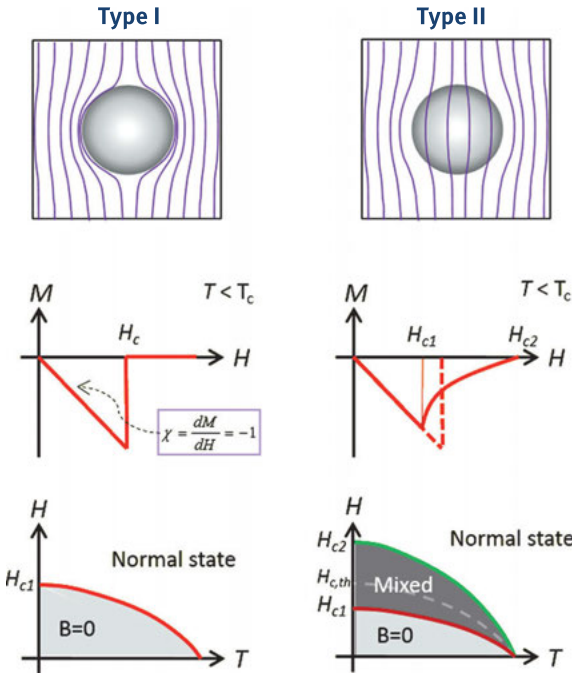 Type I
Type II
M
T < Tc
Hc
H
χ = dM/dH = −1
M
T < Tc
Hc1
Hc2
H
H
Normal state
Hc1
B=0
T
H
Hc2
Normal state
Hc,th
Mixed
Hc1
B=0
T